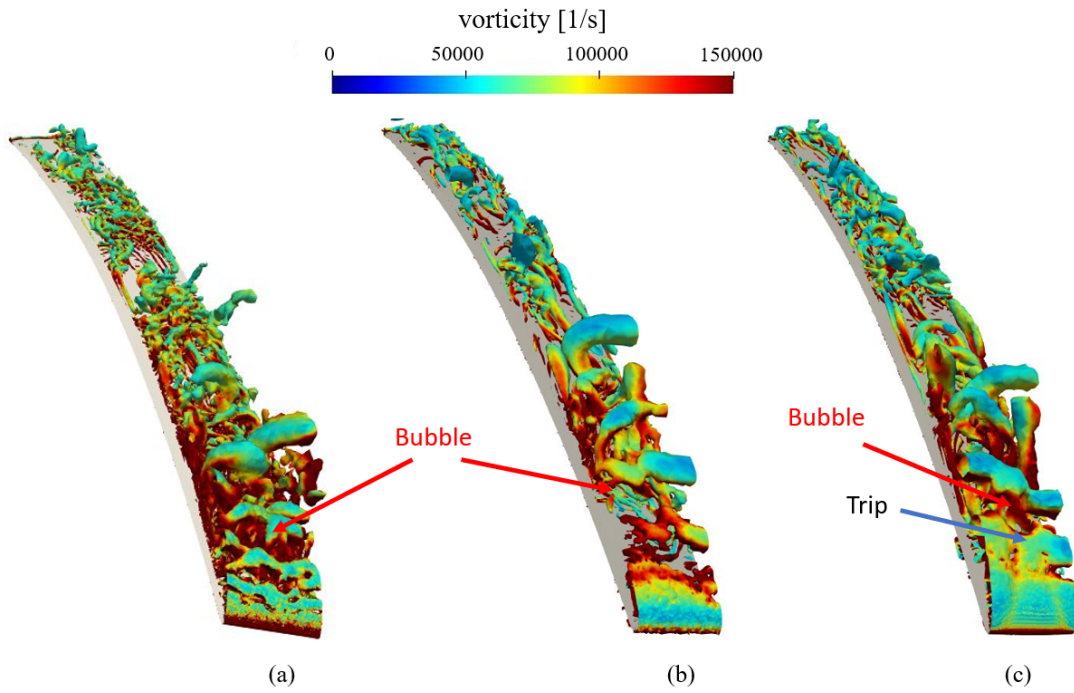 vorticity [1/s]
0 50000 100000 150000
Bubble
Bubble
Trip
(a) (b) (c)